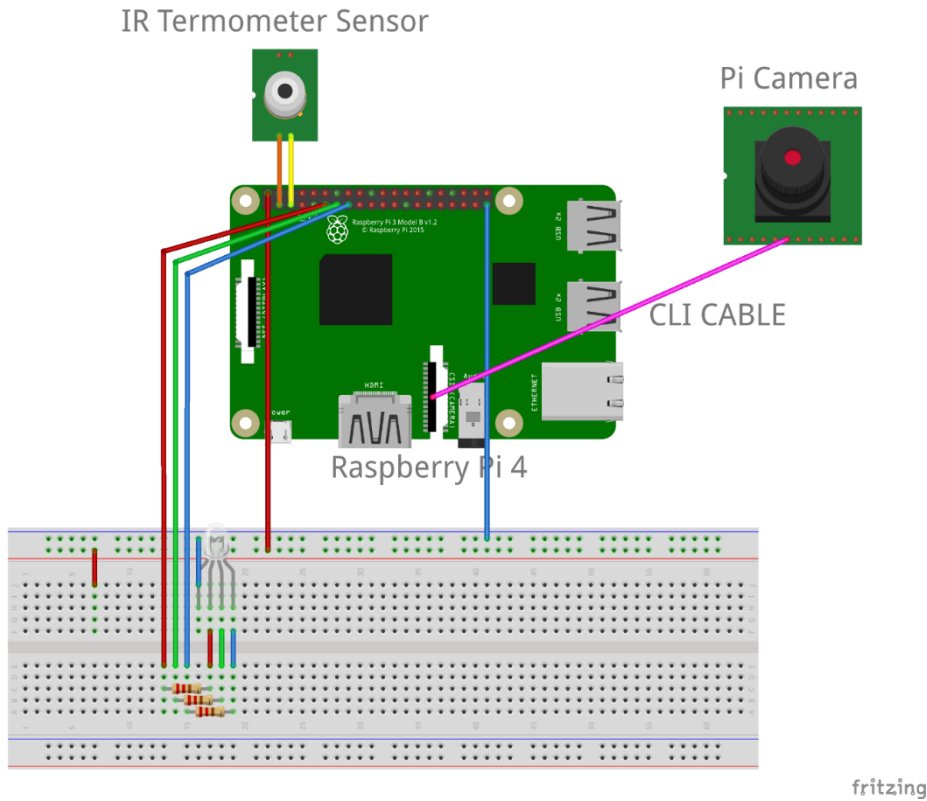 IR Termometer Sensor
Pi Camera
Raspberry Pi 3 Model B v1.2
© Raspberry Pi 2015
USB 2x
USB 2x
CLI CABLE
HDMI
ETHERNET
Raspberry Pi 4
fritzing